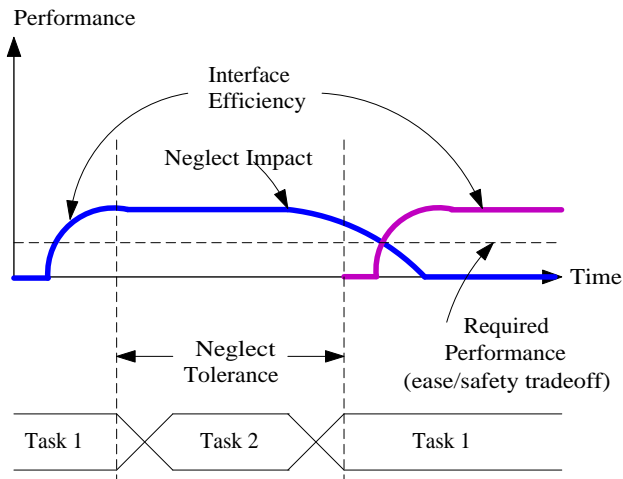 Performance
Interface
Efficiency
Neglect Impact
Time
Required
Performance
(ease/safety tradeoff)
Neglect
Tolerance
Task 1
Task 2
Task 1